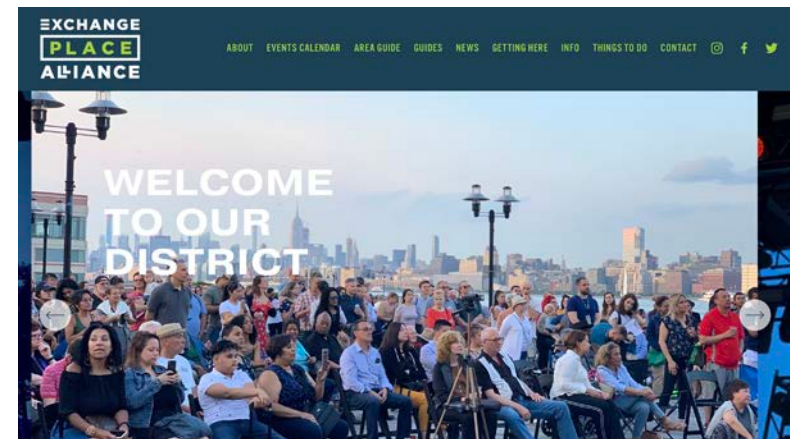 EXCHANGE
PLACE
ALLIANCE
ABOUT EVENTS CALENDAR AREA GUIDE GUIDES NEWS GETTING HERE INFO THINGS TO DO CONTACT
WELCOME
TO OUR
DISTRICT